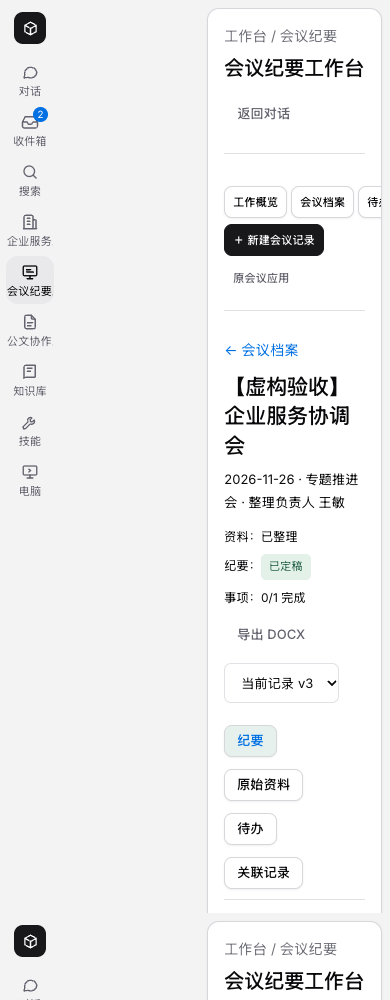 对话
2
收件箱
搜索
企业服务
会议纪要
公文协作
知识库
技能
电脑
工作台 / 会议纪要
会议纪要工作台
返回对话
工作概览
会议档案
+ 新建会议记录
原会议应用
← 会议档案
【虚构验收】
企业服务协调
会
2026-11-26 · 专题推进
会 · 整理负责人 王敏
资料: 已整理
纪要: 已定稿
事项: 0/1 完成
导出 DOCX
当前记录 v3
纪要
原始资料
待办
关联记录
工作台 / 会议纪要
会议纪要工作台